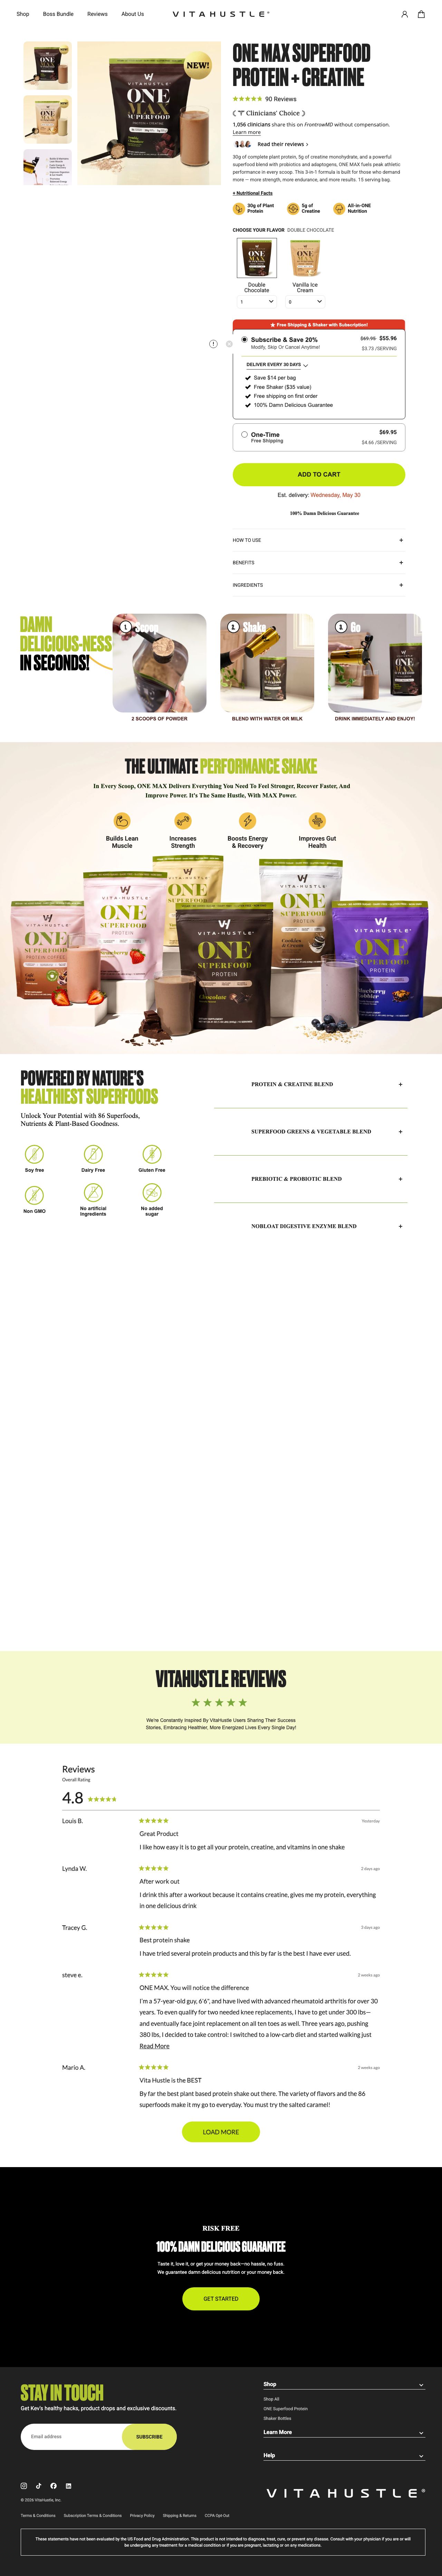 Shop Boss Bundle Reviews About Us VITAHUSTLE®
NEW!
ONE
MAX
SUPERFOOD
ONE MAX SUPERFOOD
PROTEIN + CREATINE
90 Reviews
Clinicians' Choice
1,056 clinicians share this on FrontrowMD without compensation.
Learn more
Read their reviews ›
30g of complete plant protein, 5g of creatine monohydrate, and a powerful
superfood blend with probiotics and adaptogens, ONE MAX fuels peak athletic
performance in every scoop. This 3-in-1 formula is built for those who demand
more — more strength, more endurance, and more results. 15 serving bag.
+ Nutritional Facts
30g of Plant
Protein
5g of
Creatine
All-in-ONE
Nutrition
CHOOSE YOUR FLAVOR DOUBLE CHOCOLATE
Double
Chocolate
Vanilla Ice
Cream
1
0
★ Free Shipping & Shaker with Subscription!
Subscribe & Save 20% $69.95 $55.96
Modify, Skip Or Cancel Anytime! $3.73 /SERVING
DELIVER EVERY 30 DAYS
Save $14 per bag
Free Shaker ($35 value)
Free shipping on first order
100% Damn Delicious Guarantee
One-Time $69.95
Free Shipping $4.66 /SERVING
ADD TO CART
Est. delivery: Wednesday, May 30
100% Damn Delicious Guarantee
HOW TO USE +
BENEFITS +
INGREDIENTS +
DAMN
DELICIOUS-NESS
IN SECONDS!
1 Scoop
Shake
Go
2 SCOOPS OF POWDER
BLEND WITH WATER OR MILK
DRINK IMMEDIATELY AND ENJOY!
THE ULTIMATE PERFORMANCE SHAKE
In Every Scoop, ONE MAX Delivers Everything You Need To Feel Stronger, Recover Faster, And
Improve Power. It's The Same Hustle, With MAX Power.
Builds Lean
Muscle
Increases
Strength
Boosts Energy
& Recovery
Improves Gut
Health
VITAHUSTLE
ONE
SUPERFOOD
PROTEIN
Chocolate
POWERED BY NATURE'S
HEALTHIEST SUPERFOODS
Unlock Your Potential with 86 Superfoods,
Nutrients & Plant-Based Goodness.
Soy free
Dairy Free
Gluten Free
Non GMO
No artificial
ingredients
No added
sugar
PROTEIN & CREATINE BLEND +
SUPERFOOD GREENS & VEGETABLE BLEND +
PREBIOTIC & PROBIOTIC BLEND +
NOBLOAT DIGESTIVE ENZYME BLEND +
VITAHUSTLE REVIEWS
We're Constantly Inspired By VitaHustle Users Sharing Their Success
Stories, Embracing Healthier, More Energized Lives Every Single Day!
Reviews
Overall Rating
4.8
Louis B. Yesterday
Great Product
I like how easy it is to get all your protein, creatine, and vitamins in one shake
Lynda W. 2 days ago
After work out
I drink this after a workout because it contains creatine, gives me my protein, everything
in one delicious drink
Tracey G. 3 days ago
Best protein shake
I have tried several protein products and this by far is the best I have ever used.
steve e. 2 weeks ago
ONE MAX. You will notice the difference
I'm a 57-year-old guy, 6'6", and have lived with advanced rheumatoid arthritis for over 30
years. To even qualify for two needed knee replacements, I have to get under 300 lbs—
and eventually face joint replacement on all ten toes as well. Three years ago, pushing
380 lbs, I decided to take control: I switched to a low-carb diet and started walking just
Read More
Mario A. 2 weeks ago
Vita Hustle is the BEST
By far the best plant based protein shake out there. The variety of flavors and the 86
superfoods make it my go to everyday. You must try the salted caramel!
LOAD MORE
RISK FREE
100% DAMN DELICIOUS GUARANTEE
Taste it, love it, or get your money back—no hassle, no fuss.
We guarantee damn delicious nutrition or your money back.
GET STARTED
STAY IN TOUCH
Get Kev's healthy hacks, product drops and exclusive discounts.
Email address SUBSCRIBE
Shop
Shop All
ONE Superfood Protein
Shaker Bottles
Learn More
Help
© 2026 VitaHustle, Inc.
VITAHUSTLE®
Terms & Conditions Subscription Terms & Conditions Privacy Policy Shipping & Returns CCPA Opt-Out
These statements have not been evaluated by the US Food and Drug Administration. This product is not intended to diagnose, treat, cure, or prevent any disease. Consult with your physician if you are or will
be undergoing any treatment for a medical condition or if you are pregnant, lactating or on any medications.